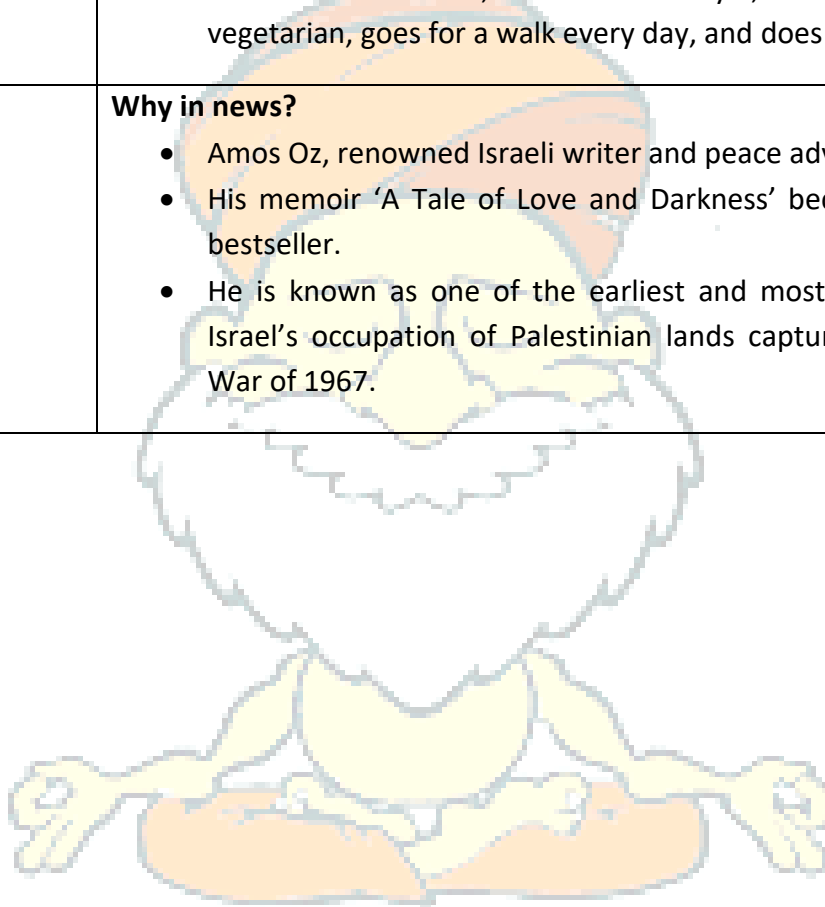 vegetarian, goes for a walk every day, and does
Why in news?
• Amos Oz, renowned Israeli writer and peace adv
• His memoir ‘A Tale of Love and Darkness’ bec
bestseller.
• He is known as one of the earliest and most
Israel’s occupation of Palestinian lands captur
War of 1967.